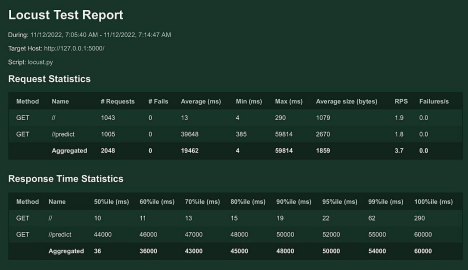 Locust Test Report
During: 11/12/2022, 7:05:40 AM - 11/12/2022, 7:14:47 AM
Target Host: http://127.0.0.1:5000/
Script: locust.py
Request Statistics
Method Name # Requests # Fails Average (ms) Min (ms) Max (ms) Average size (bytes) RPS Failures/s
GET // 1043 0 13 4 290 1079 1.9 0.0
GET //predict 1005 0 39648 385 59814 2670 1.8 0.0
Aggregated 2048 0 19462 4 59814 1859 3.7 0.0
Response Time Statistics
Method Name 50%ile (ms) 60%ile (ms) 70%ile (ms) 80%ile (ms) 90%ile (ms) 95%ile (ms) 99%ile (ms) 100%ile (ms)
GET // 10 11 13 15 19 22 62 290
GET //predict 44000 46000 47000 48000 50000 52000 55000 60000
Aggregated 36 36000 43000 45000 48000 50000 54000 60000